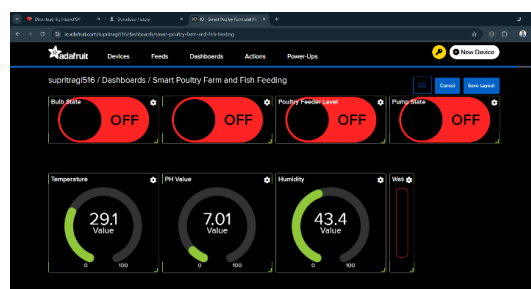 adafruit
Devices
Feeds
Dashboards
Actions
Power-Ups
New Device
supritragi516 / Dashboards / Smart Poultry Farm and Fish Feeding
Cancel
Save Layout
Bulb State
Poultry Feeder Level
Pump State
OFF
OFF
OFF
OFF
Temperature
PH Value
Humidity
29.1
Value
0 100
7.01
Value
0 100
43.4
Value
0 100